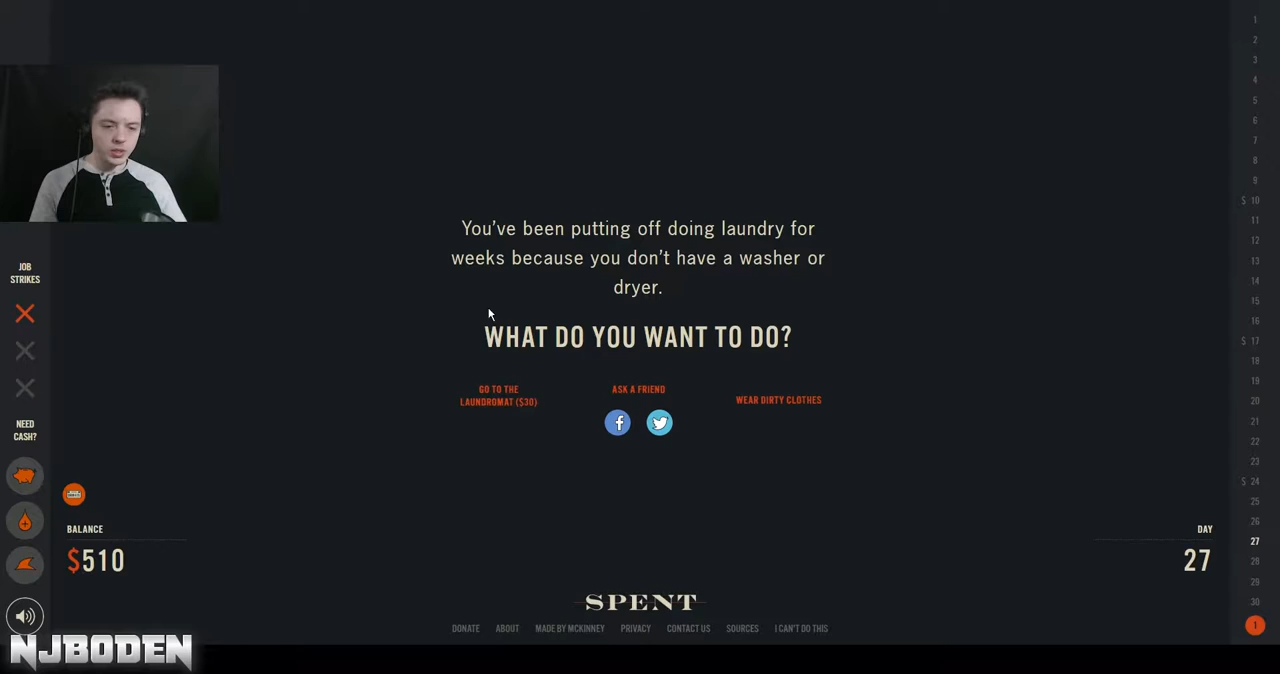 You've been putting off doing laundry for
weeks because you don't have a washer or
dryer.
WHAT DO YOU WANT TO DO?
GO TO THE
LAUNDROMAT ($30)
ASK A FRIEND
WEAR DIRTY CLOTHES
JOB
STRIKES
NEED
CASH?
BALANCE
$510
DAY
27
SPENT
DONATE ABOUT MADE BY MCKINNEY PRIVACY CONTACT US SOURCES I CAN'T DO THIS
NJBODEN
1
2
3
4
5
6
7
8
9
$ 10
11
12
13
14
15
16
$ 17
18
19
20
21
22
23
$ 24
25
26
27
28
29
30
1